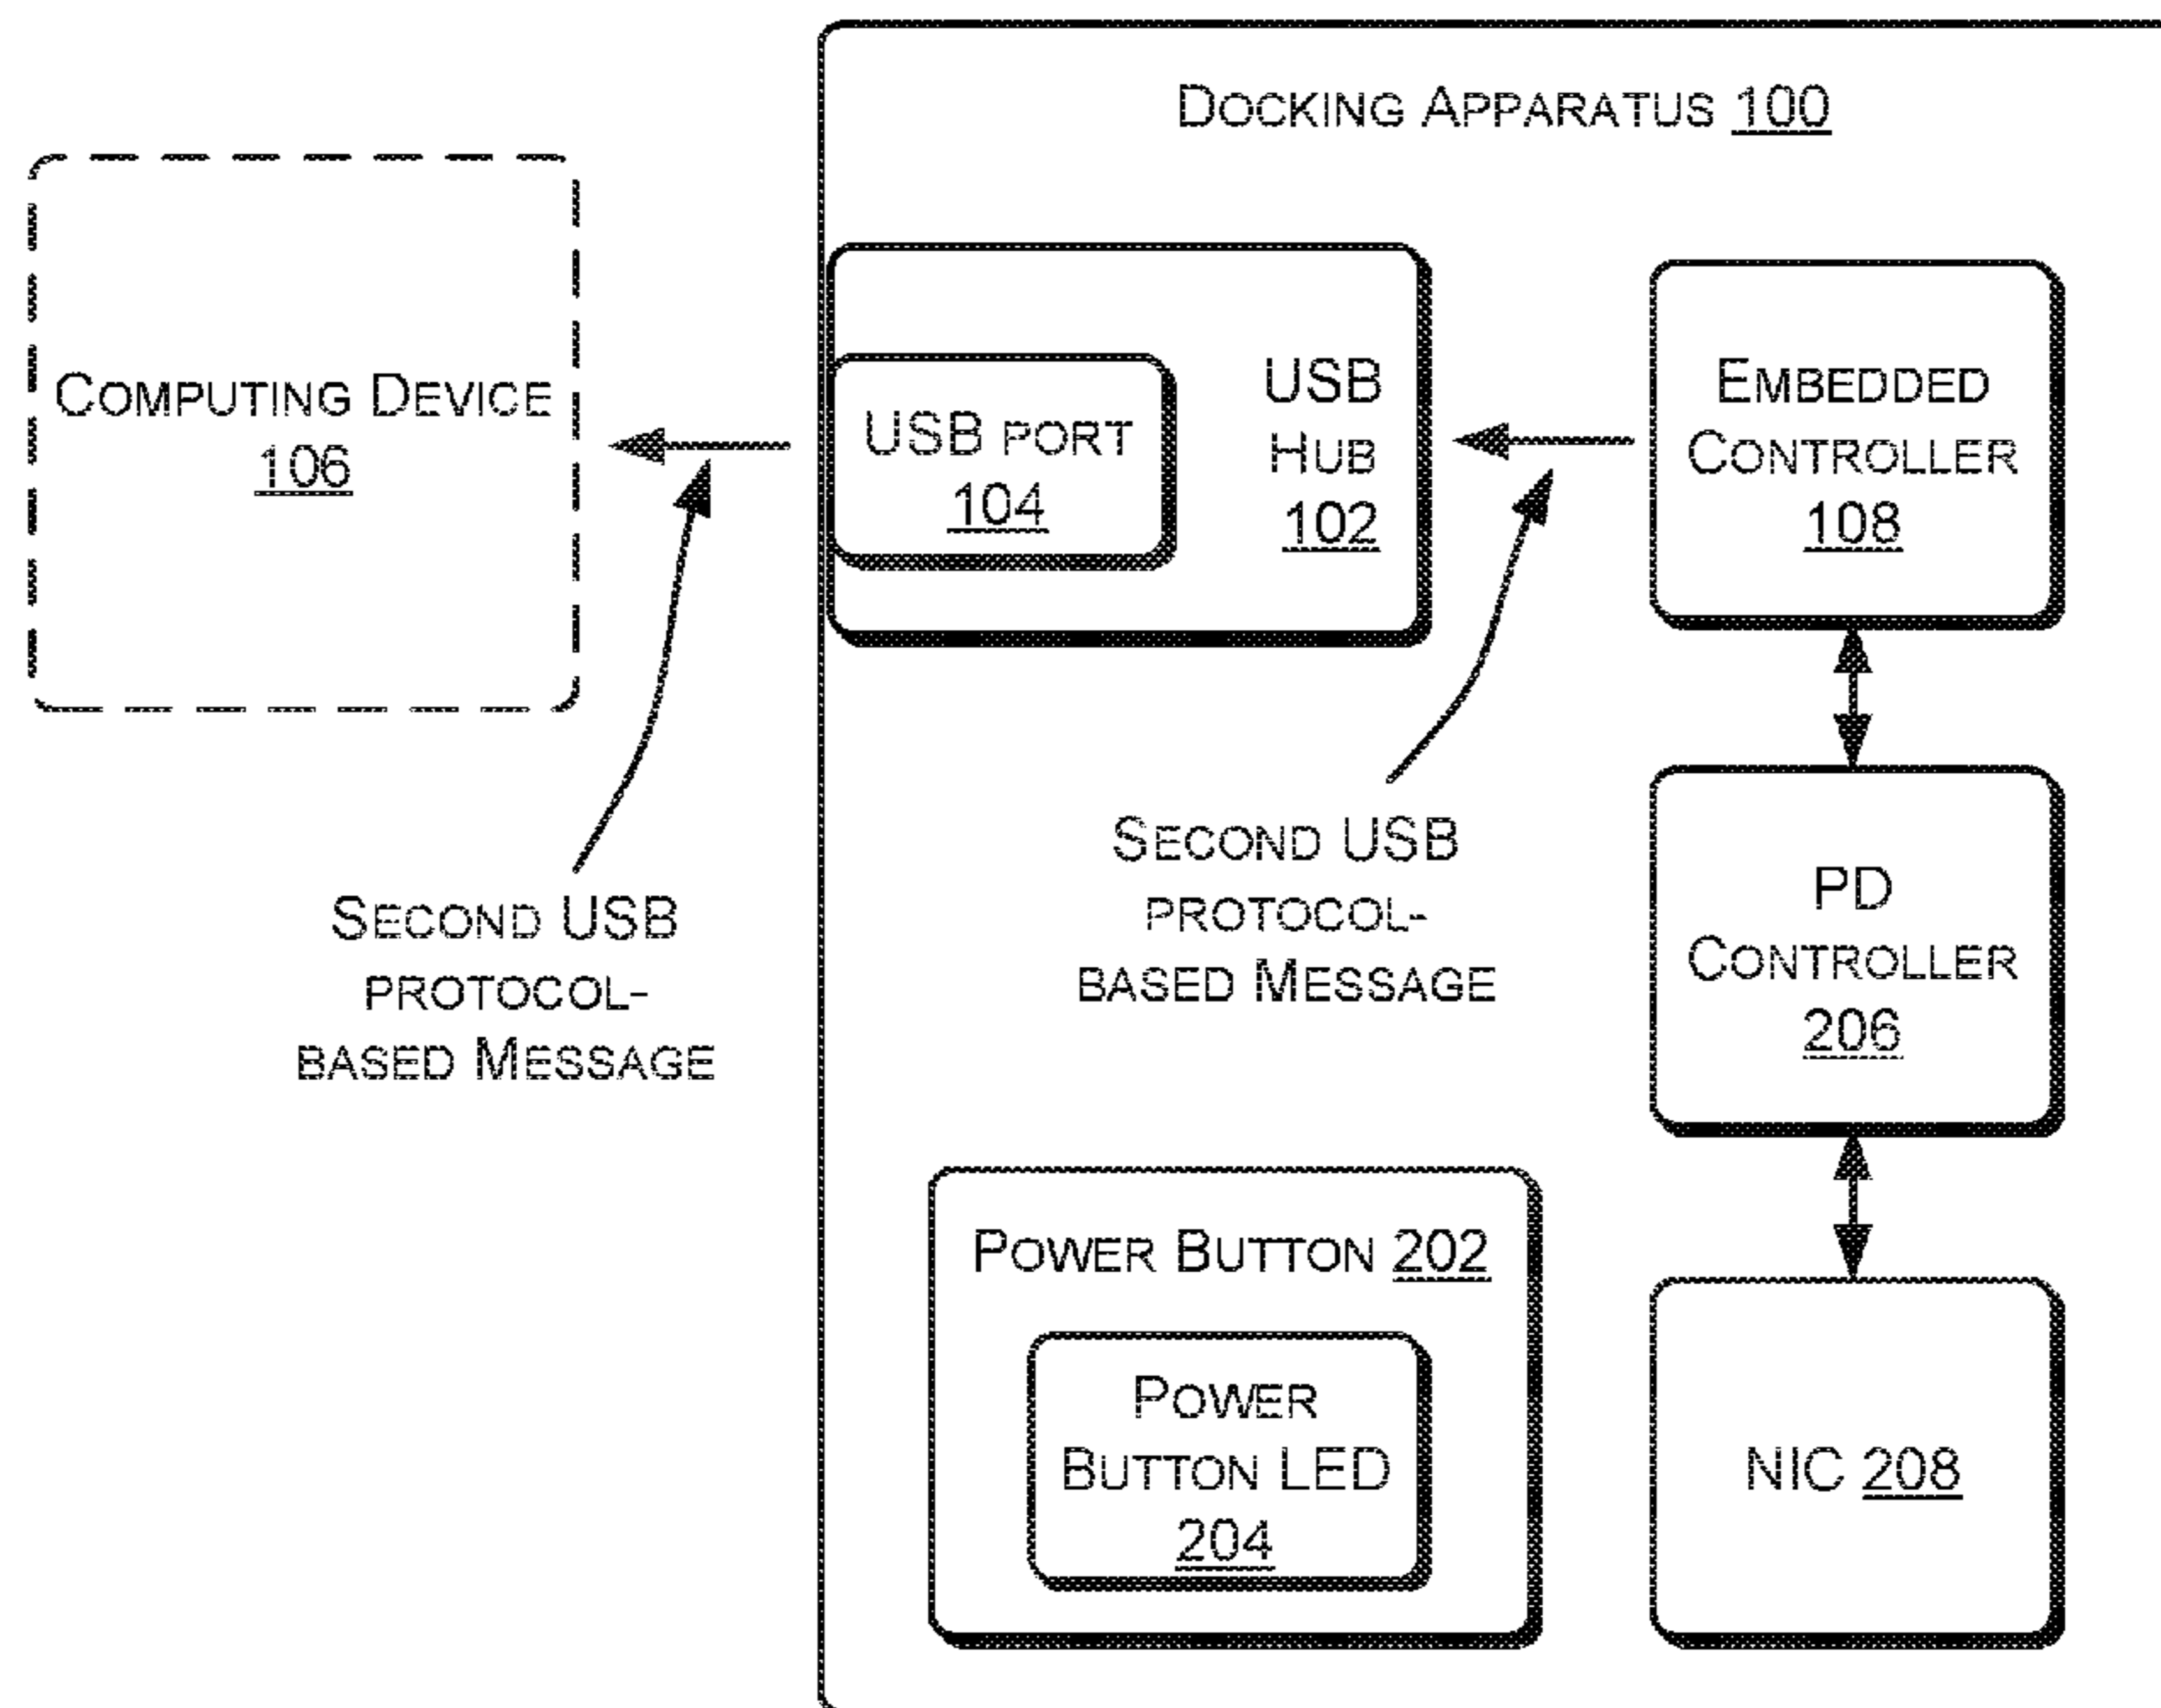 DOCKING APPARATUS 100
COMPUTING DEVICE
106
USB PORT
104
USB
HUB
102
EMBEDDED
CONTROLLER
108
SECOND USB
PROTOCOL-
BASED MESSAGE
SECOND USB
PROTOCOL-
BASED MESSAGE
PD
CONTROLLER
206
POWER BUTTON 202
POWER
BUTTON LED
204
NIC 208